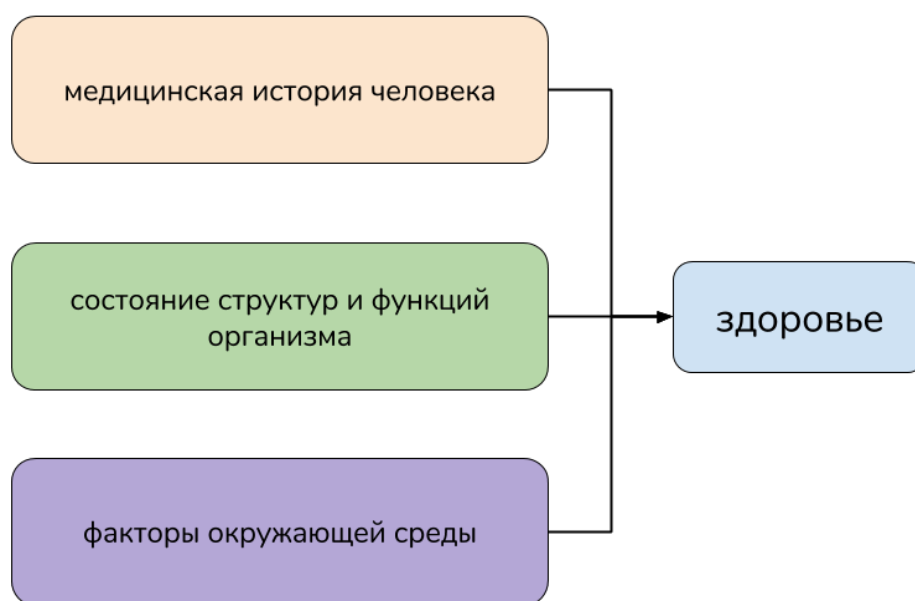 медицинская история человека
состояние структур и функций
организма
здоровье
факторы окружающей среды